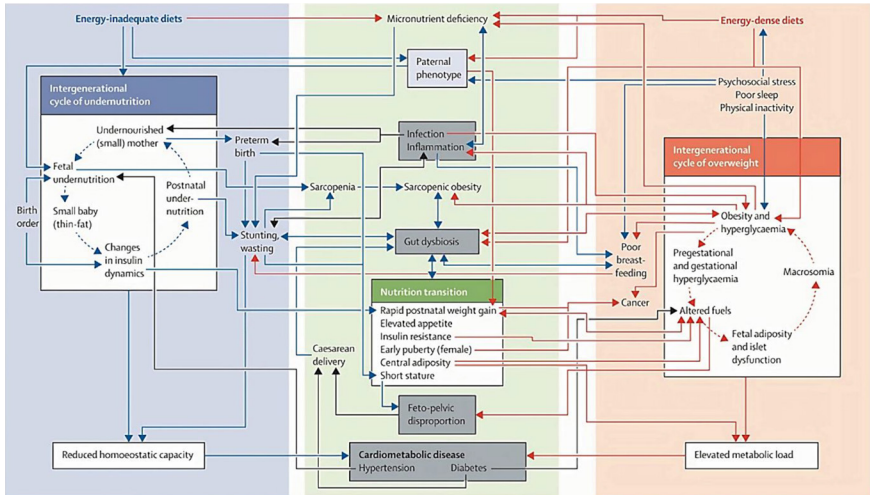 Energy-inadequate diets
Micronutrient deficiency
Energy-dense diets
Paternal
phenotype
Psychosocial stress
Poor sleep
Physical inactivity
Intergenerational
cycle of undernutrition
Undernourished
(small) mother
Preterm
birth
Infection
Inflammation
Intergenerational
cycle of overweight
Fetal
undernutrition
Postnatal
under-
nutrition
Sarcopenia
Sarcopenic obesity
Birth
order
Small baby
(thin-fat)
Stunting,
wasting
Gut dysbiosis
Poor
breast-
feeding
Obesity and
hyperglycaemia
Changes
in insulin
dynamics
Pregestational
and gestational
hyperglycaemia
Macrosomia
Nutrition transition
Rapid postnatal weight gain
Elevated appetite
Insulin resistance
Early puberty (female)
Central adiposity
Short stature
Cancer
Altered fuels
Fetal adiposity
and islet
dysfunction
Caesarean
delivery
Feto-pelvic
disproportion
Reduced homoeostatic capacity
Cardiometabolic disease
Hypertension Diabetes
Elevated metabolic load